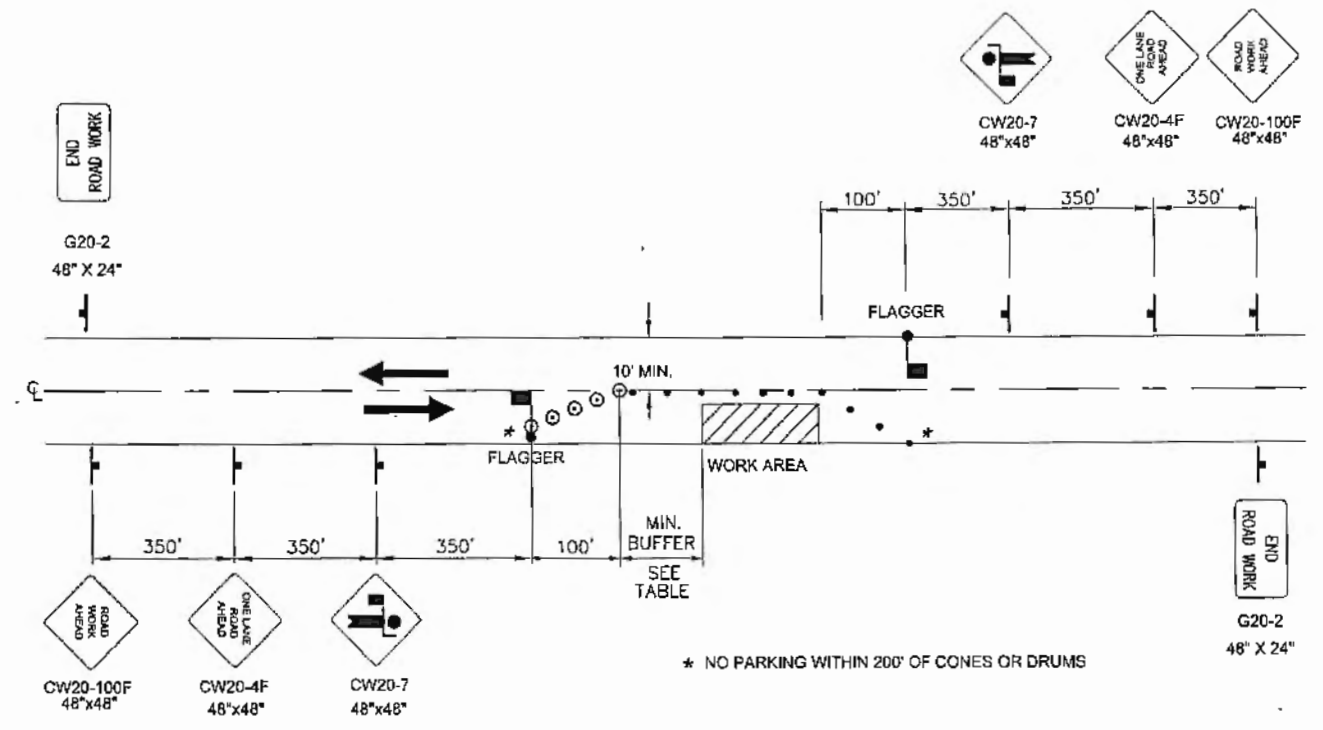 ONE LANE
ROAD
AHEAD
ROAD
WORK
AHEAD
CW20-7
48"x48"
CW20-4F
48"x48"
CW20-100F
48"x48"
END
ROAD WORK
G20-2
48" X 24"
100'
350'
350'
350'
FLAGGER
10' MIN.
℄
*
*
FLAGGER
WORK AREA
350'
350'
350'
100'
MIN.
BUFFER
SEE
TABLE
END
ROAD WORK
G20-2
48" X 24"
ROAD
WORK
AHEAD
ONE LANE
ROAD
AHEAD
* NO PARKING WITHIN 200' OF CONES OR DRUMS
CW20-100F
48"x48"
CW20-4F
48"x48"
CW20-7
48"x48"